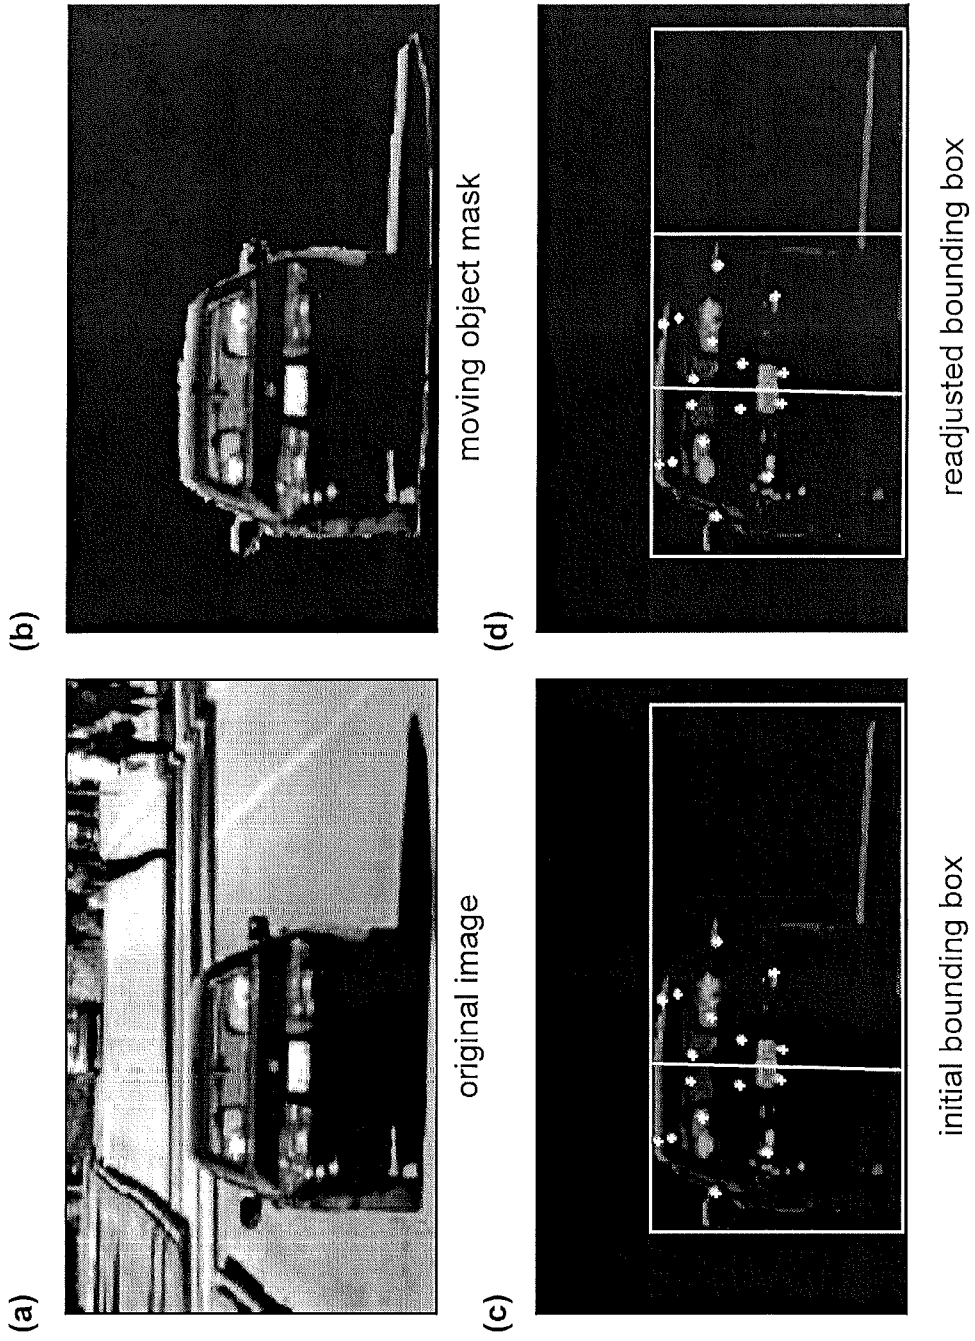 (a)
original image
(b)
moving object mask
(c)
initial bounding box
(d)
readjusted bounding box